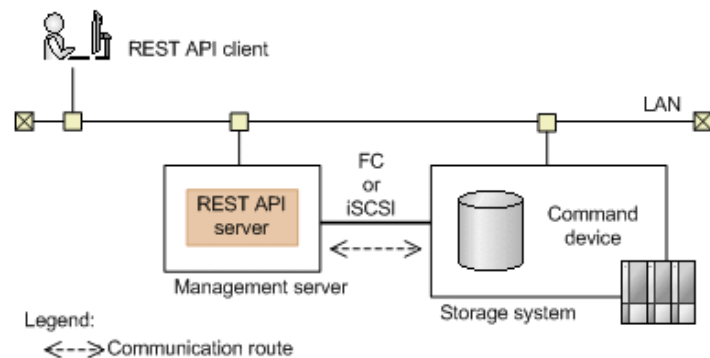 REST API client
LAN
FC
or
iSCSI
REST API
server
Command
device
Management server
Storage system
Legend:
Communication route